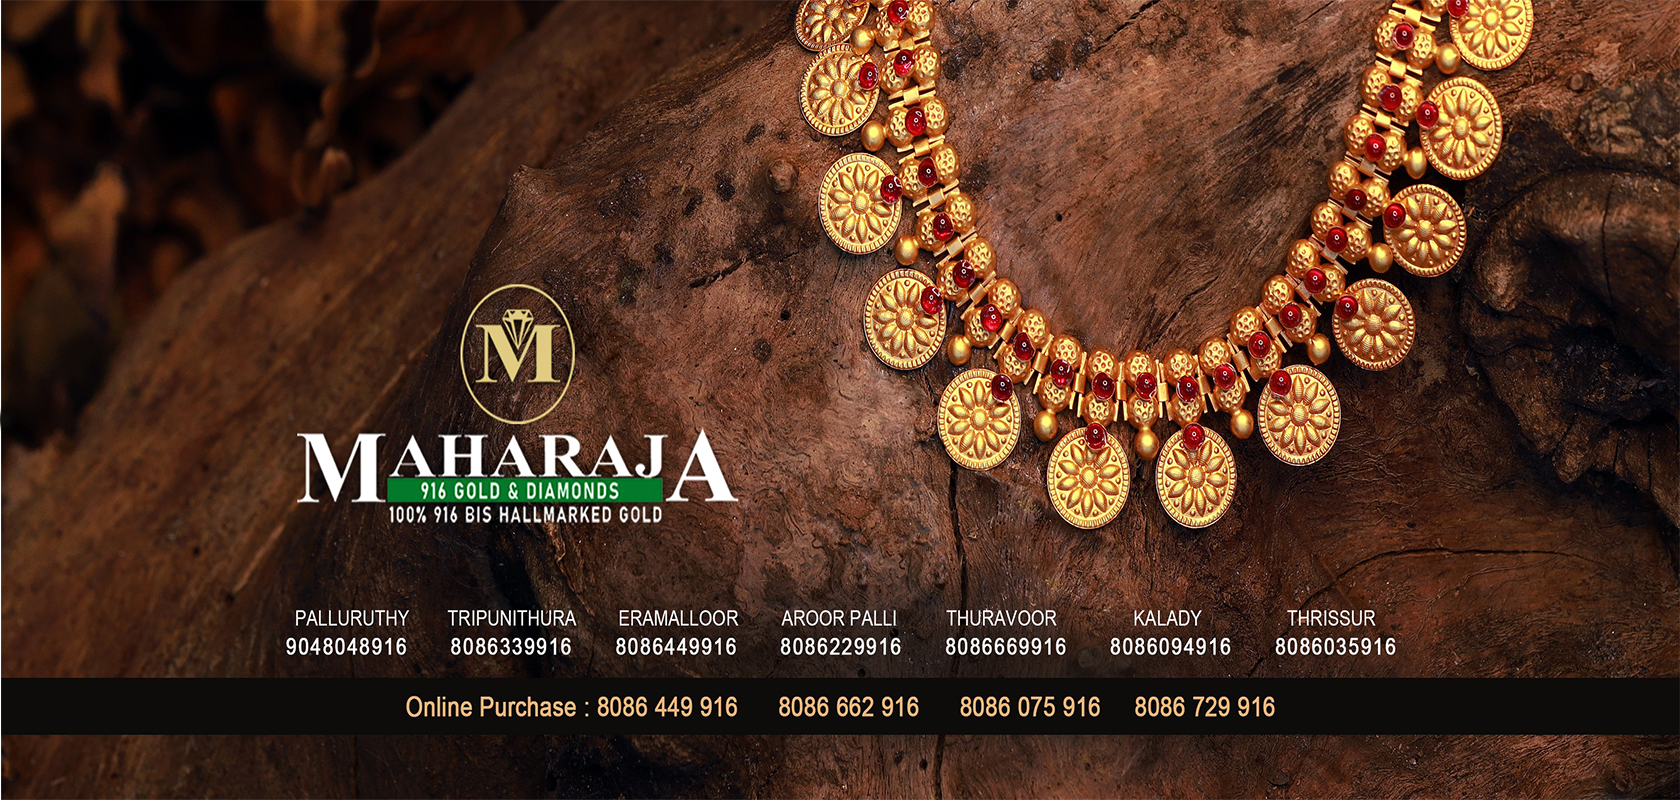 M
MAHARAJA
916 GOLD & DIAMONDS
100% 916 BIS HALLMARKED GOLD
PALLURUTHY TRIPUNITHURA ERAMALLOOR AROOR PALLI THURAVOOR KALADY THRISSUR
9048048916 8086339916 8086449916 8086229916 8086669916 8086094916 8086035916
Online Purchase : 8086 449 916 8086 662 916 8086 075 916 8086 729 916